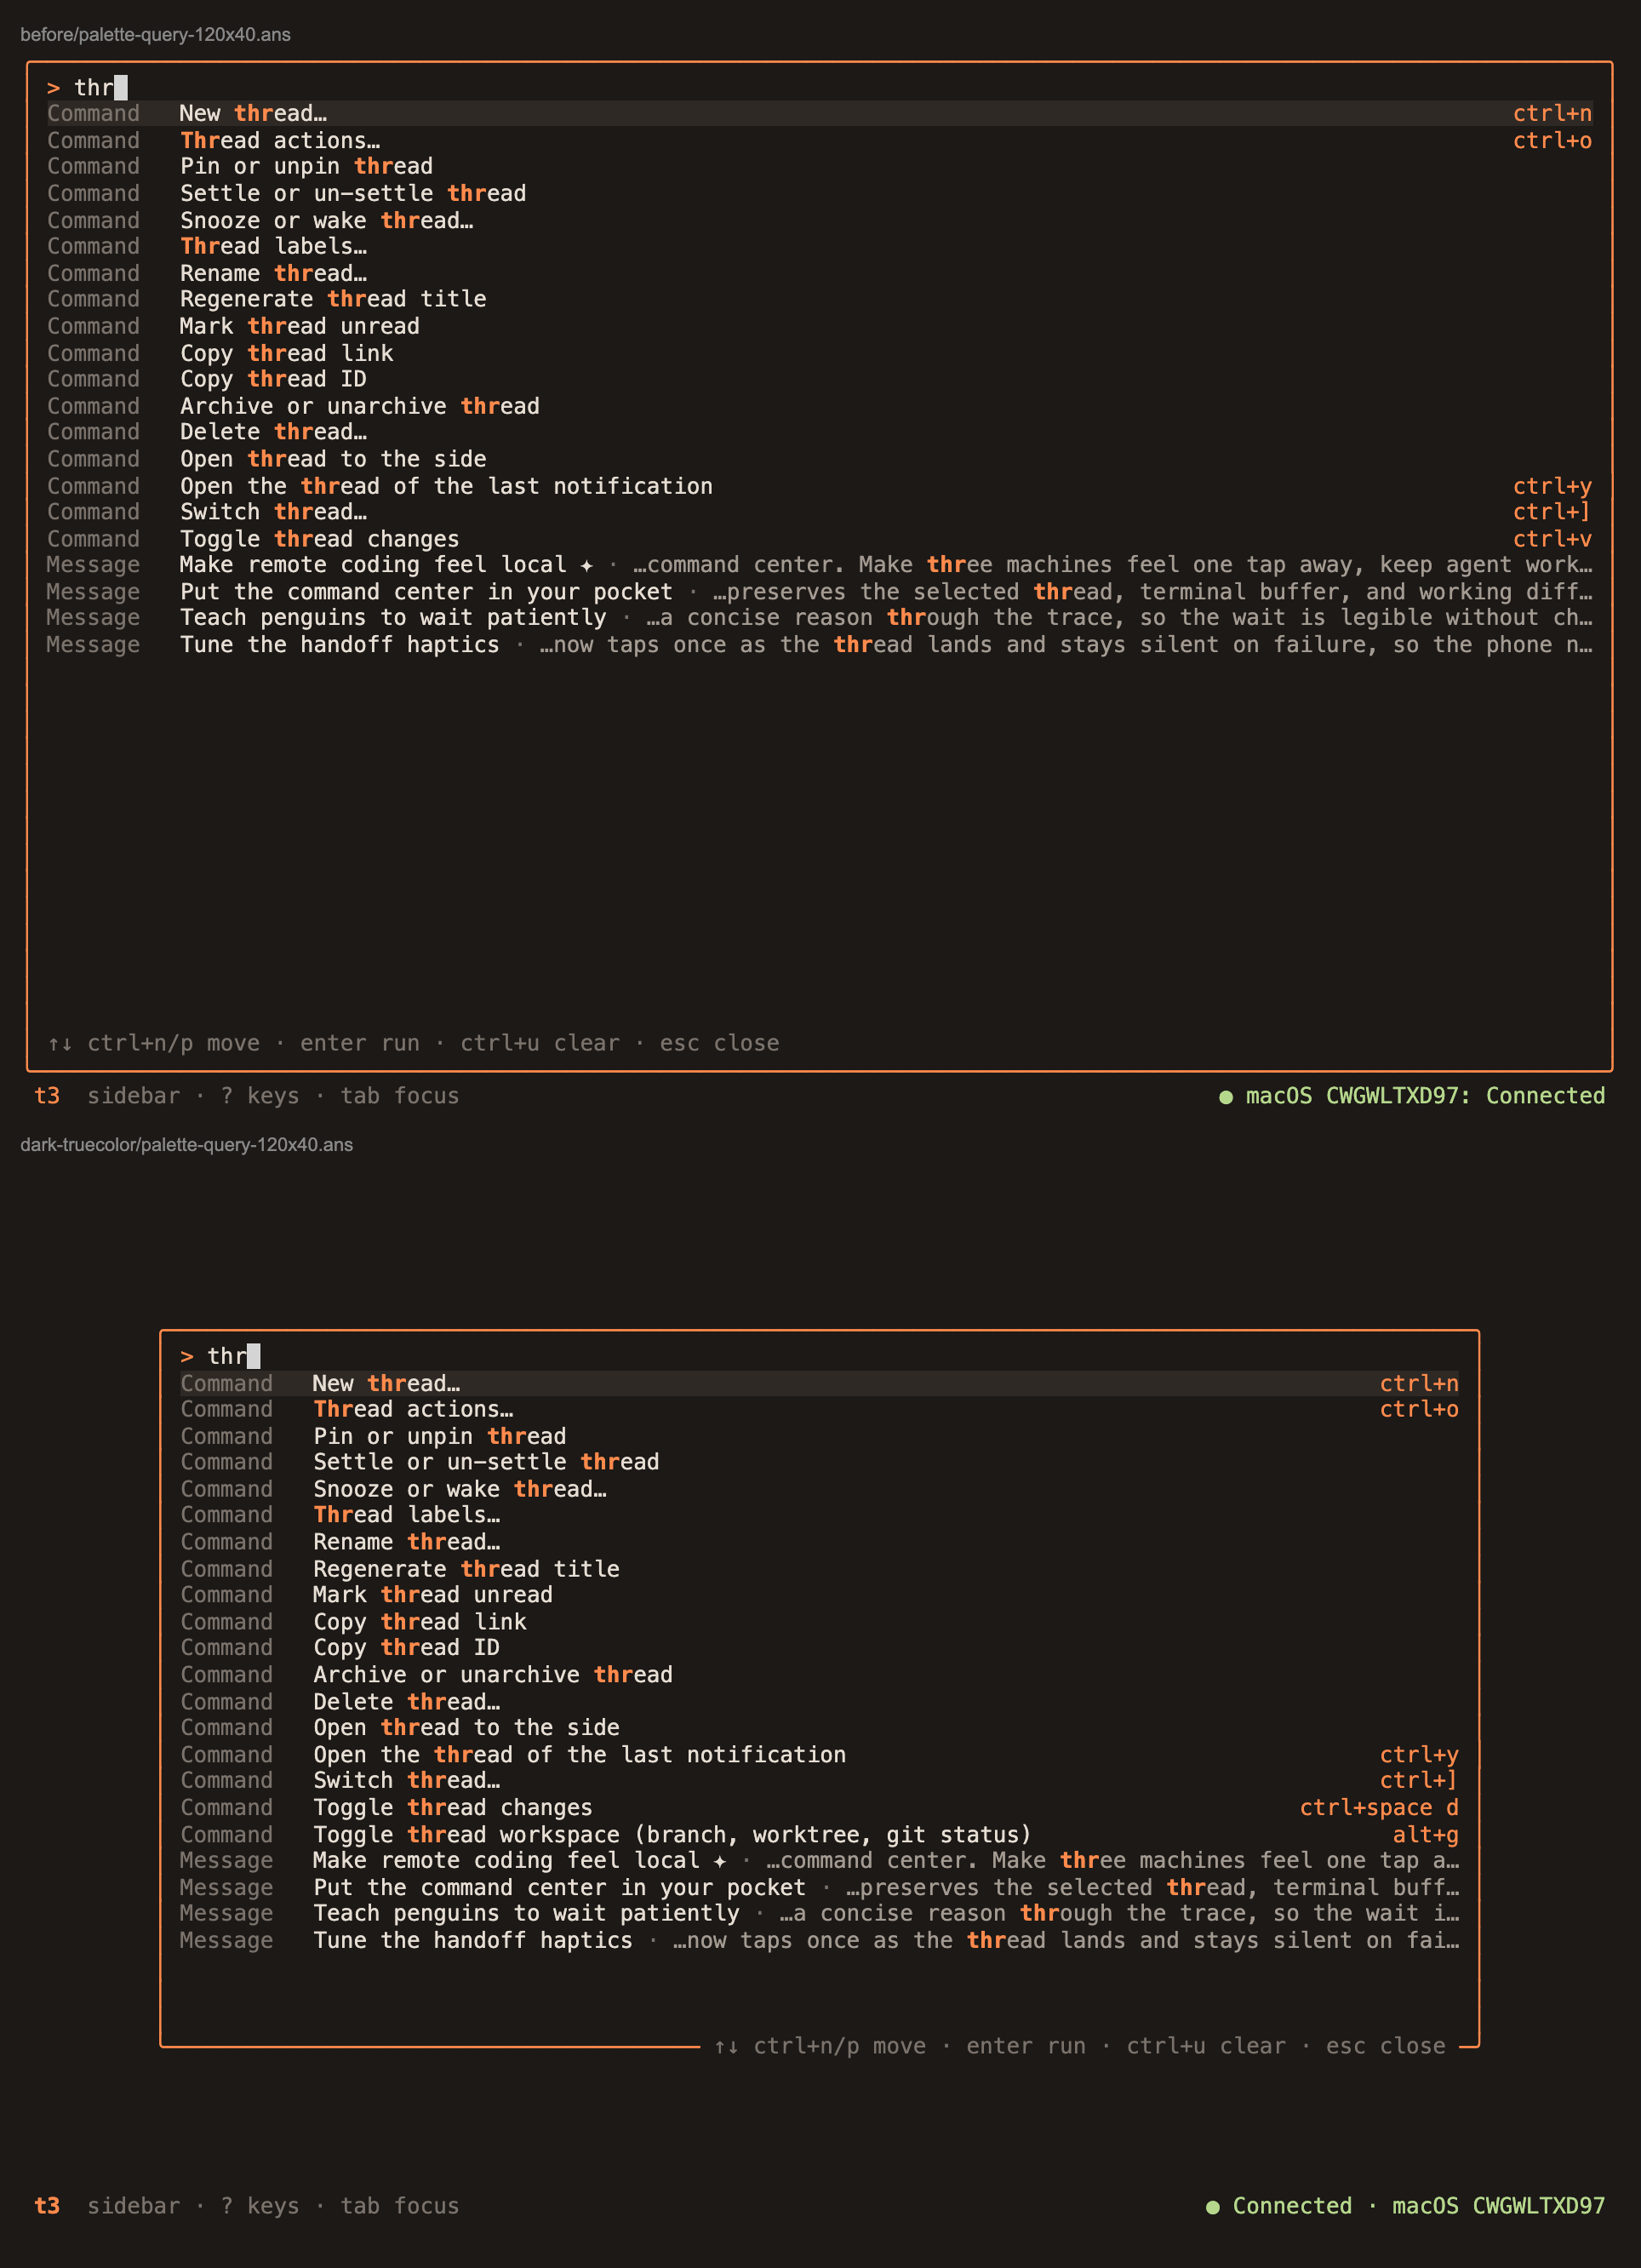 before/palette-query-120x40.ans
> thr
Command New thread… ctrl+n
Command Thread actions… ctrl+o
Command Pin or unpin thread
Command Settle or un-settle thread
Command Snooze or wake thread…
Command Thread labels…
Command Rename thread…
Command Regenerate thread title
Command Mark thread unread
Command Copy thread link
Command Copy thread ID
Command Archive or unarchive thread
Command Delete thread…
Command Open thread to the side
Command Open the thread of the last notification ctrl+y
Command Switch thread… ctrl+]
Command Toggle thread changes ctrl+v
Message Make remote coding feel local ✦ · …command center. Make three machines feel one tap away, keep agent work…
Message Put the command center in your pocket · …preserves the selected thread, terminal buffer, and working diff…
Message Teach penguins to wait patiently · …a concise reason through the trace, so the wait is legible without ch…
Message Tune the handoff haptics · …now taps once as the thread lands and stays silent on failure, so the phone n…
↑↓ ctrl+n/p move · enter run · ctrl+u clear · esc close
t3 sidebar · ? keys · tab focus ● macOS CWGWLTXD97: Connected
dark-truecolor/palette-query-120x40.ans
> thr
Command New thread… ctrl+n
Command Thread actions… ctrl+o
Command Pin or unpin thread
Command Settle or un-settle thread
Command Snooze or wake thread…
Command Thread labels…
Command Rename thread…
Command Regenerate thread title
Command Mark thread unread
Command Copy thread link
Command Copy thread ID
Command Archive or unarchive thread
Command Delete thread…
Command Open thread to the side
Command Open the thread of the last notification ctrl+y
Command Switch thread… ctrl+]
Command Toggle thread changes ctrl+space d
Command Toggle thread workspace (branch, worktree, git status) alt+g
Message Make remote coding feel local ✦ · …command center. Make three machines feel one tap a…
Message Put the command center in your pocket · …preserves the selected thread, terminal buff…
Message Teach penguins to wait patiently · …a concise reason through the trace, so the wait i…
Message Tune the handoff haptics · …now taps once as the thread lands and stays silent on fai…
↑↓ ctrl+n/p move · enter run · ctrl+u clear · esc close
t3 sidebar · ? keys · tab focus ● Connected · macOS CWGWLTXD97